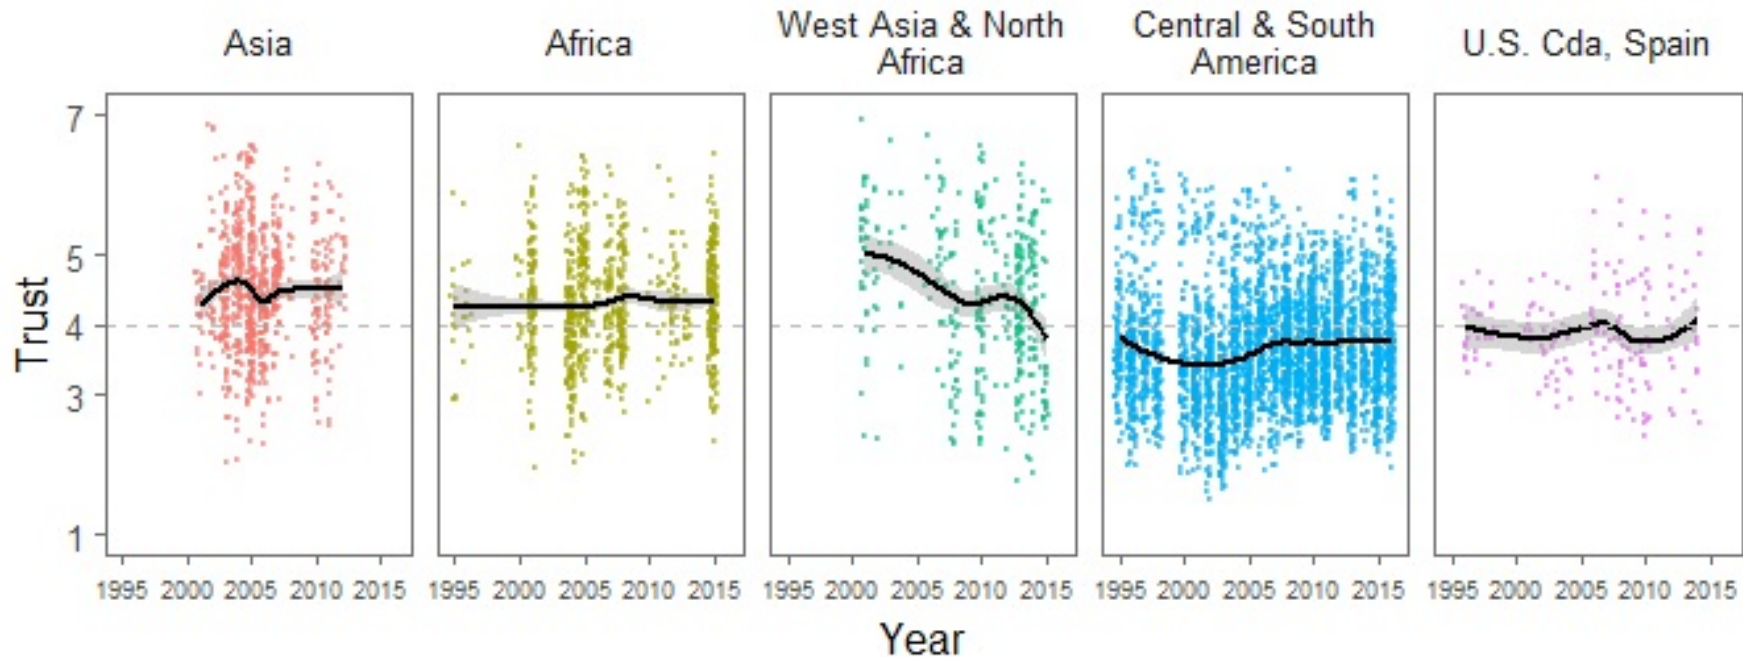 Asia
Africa
West Asia & North
Africa
Central & South
America
U.S. Cda, Spain
Trust
7
5
4
3
1
1995 2000 2005 2010 2015
1995 2000 2005 2010 2015
1995 2000 2005 2010 2015
1995 2000 2005 2010 2015
1995 2000 2005 2010 2015
Year